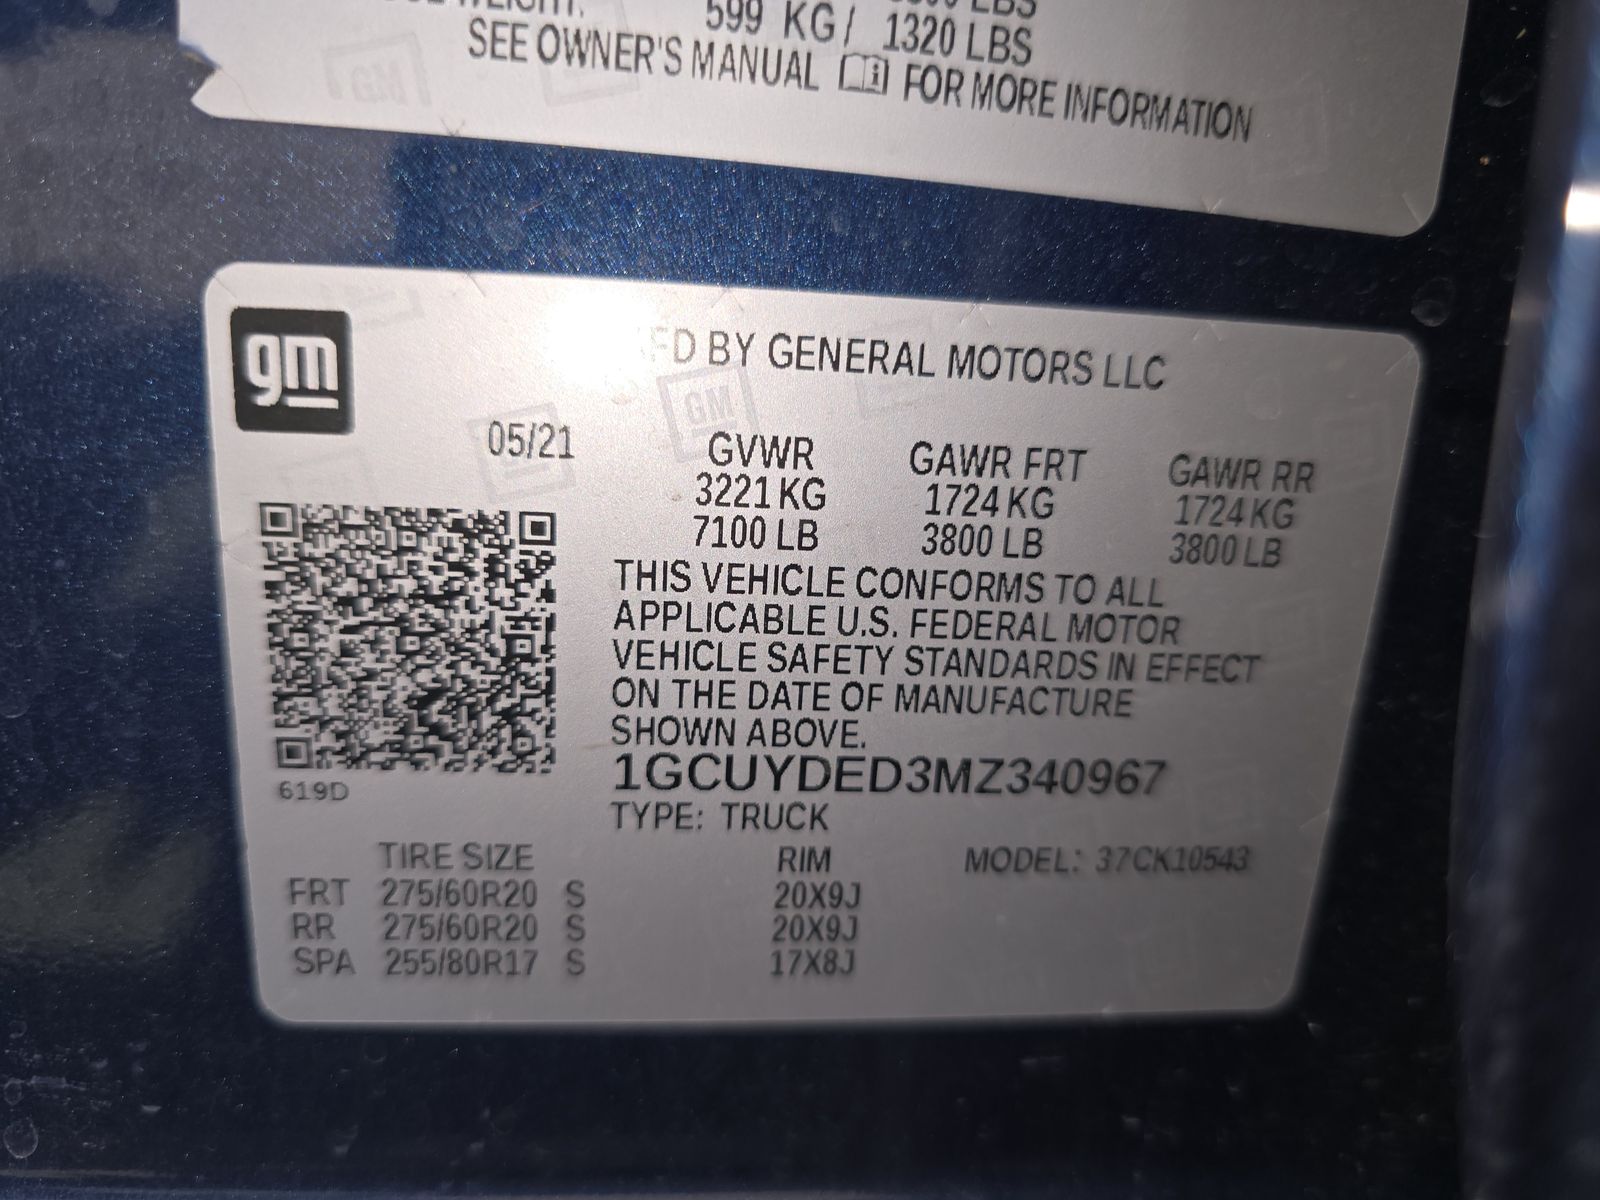 599 KG / 1320 LBS
SEE OWNER'S MANUAL FOR MORE INFORMATION
gm
FD BY GENERAL MOTORS LLC
GM
05/21
GVWR GAWR FRT GAWR RR
3221 KG 1724 KG 1724 KG
7100 LB 3800 LB 3800 LB
THIS VEHICLE CONFORMS TO ALL
APPLICABLE U.S. FEDERAL MOTOR
VEHICLE SAFETY STANDARDS IN EFFECT
ON THE DATE OF MANUFACTURE
SHOWN ABOVE.
1GCUYDED3MZ340967
619D
TYPE: TRUCK
TIRE SIZE RIM MODEL: 37CK10543
FRT 275/60R20 S 20X9J
RR 275/60R20 S 20X9J
SPA 255/80R17 S 17X8J